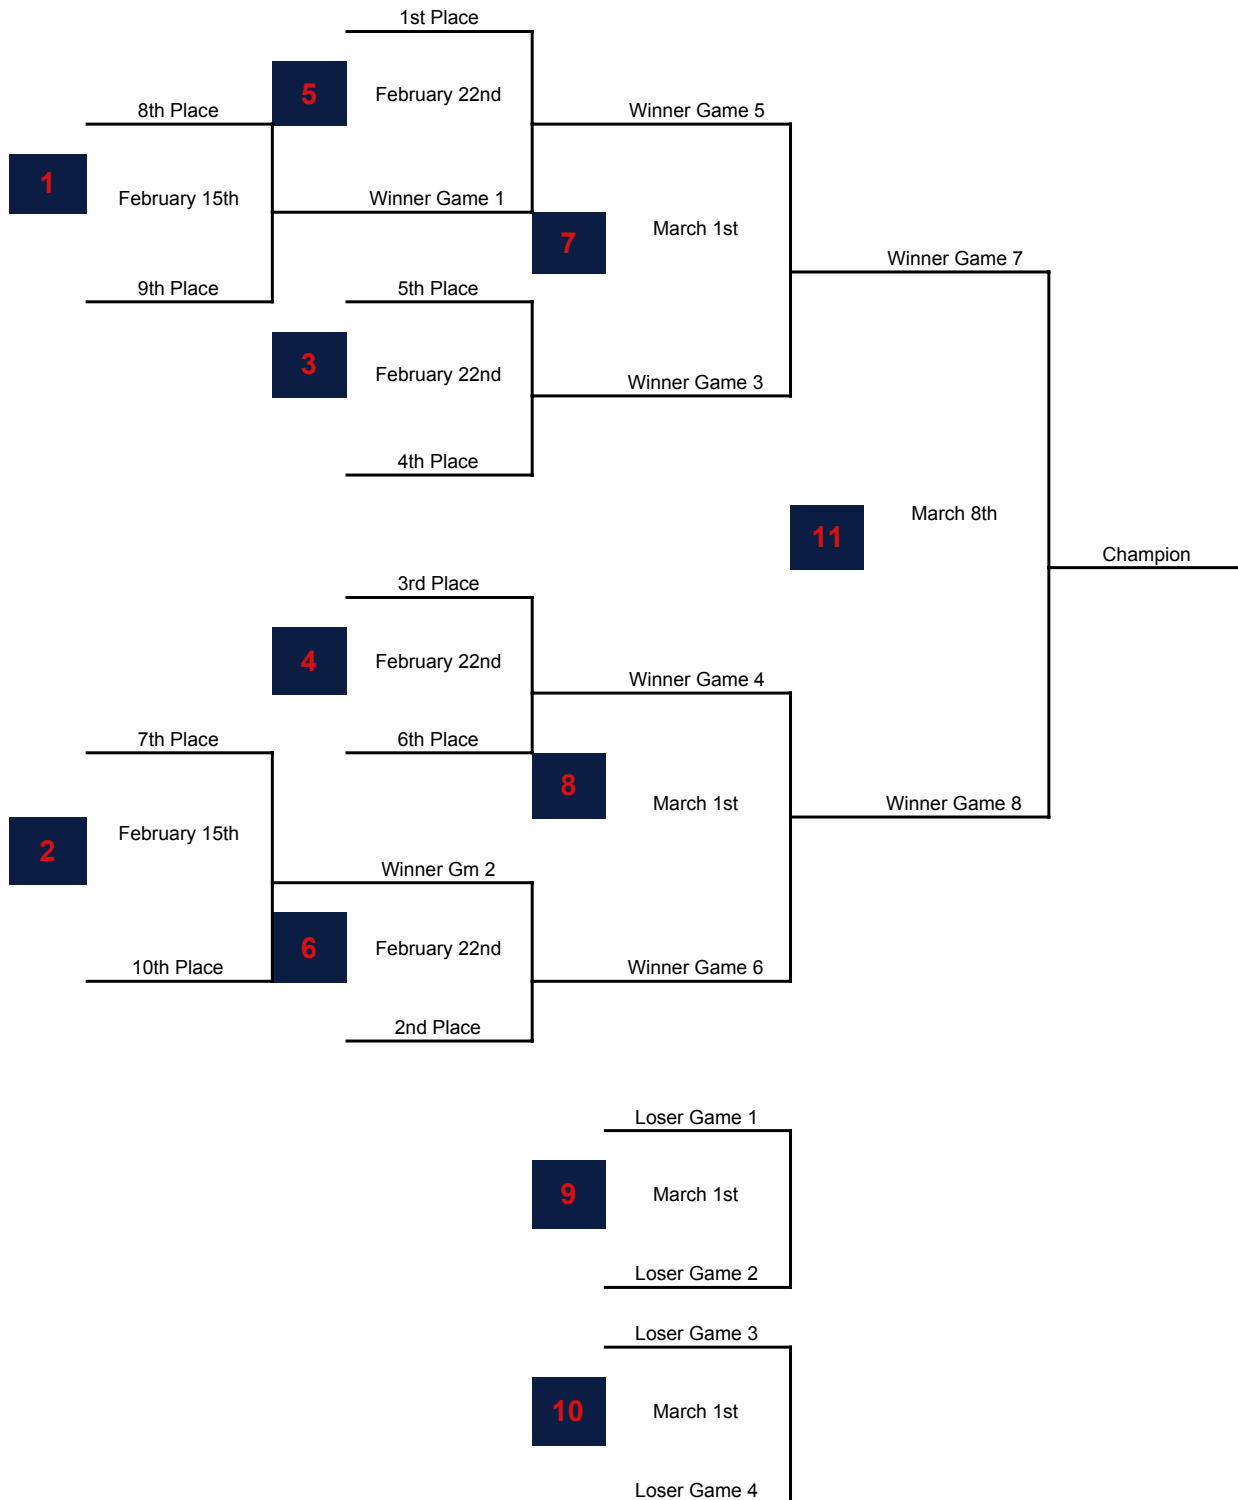 1st Place
5
February 22nd
8th Place
Winner Game 5
1
February 15th
Winner Game 1
7
March 1st
Winner Game 7
9th Place
5th Place
3
February 22nd
Winner Game 3
4th Place
11
March 8th
Champion
3rd Place
4
February 22nd
Winner Game 4
7th Place
6th Place
8
March 1st
Winner Game 8
2
February 15th
Winner Gm 2
6
February 22nd
10th Place
Winner Game 6
2nd Place
Loser Game 1
9
March 1st
Loser Game 2
Loser Game 3
10
March 1st
Loser Game 4